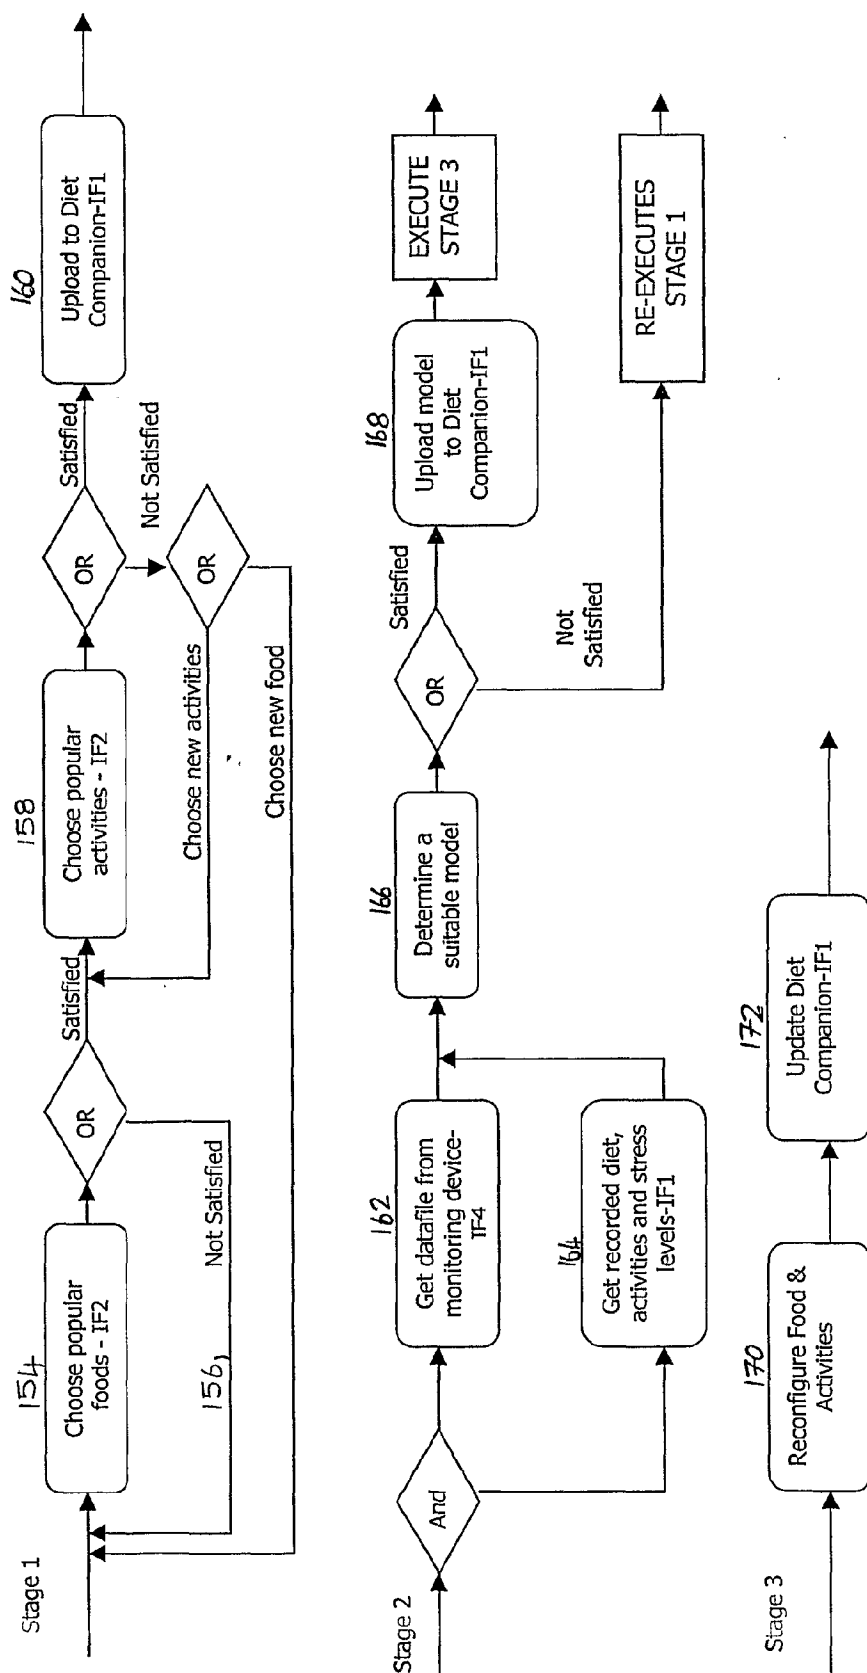 Stage 1
154
Choose popular
foods - IF2
156
OR
Satisfied
Not Satisfied
158
Choose popular
activities - IF2
OR
Satisfied
Not Satisfied
OR
Choose new activities
Choose new food
160
Upload to Diet
Companion-IF1
Stage 2
And
162
Get datafile from
monitoring device-
IF4
164
Get recorded diet,
activities and stress
levels-IF1
166
Determine a
suitable model
OR
Satisfied
Not
Satisfied
168
Upload model
to Diet
Companion-IF1
EXECUTE
STAGE 3
RE-EXECUTES
STAGE 1
Stage 3
170
Reconfigure Food &
Activities
172
Update Diet
Companion-IF1